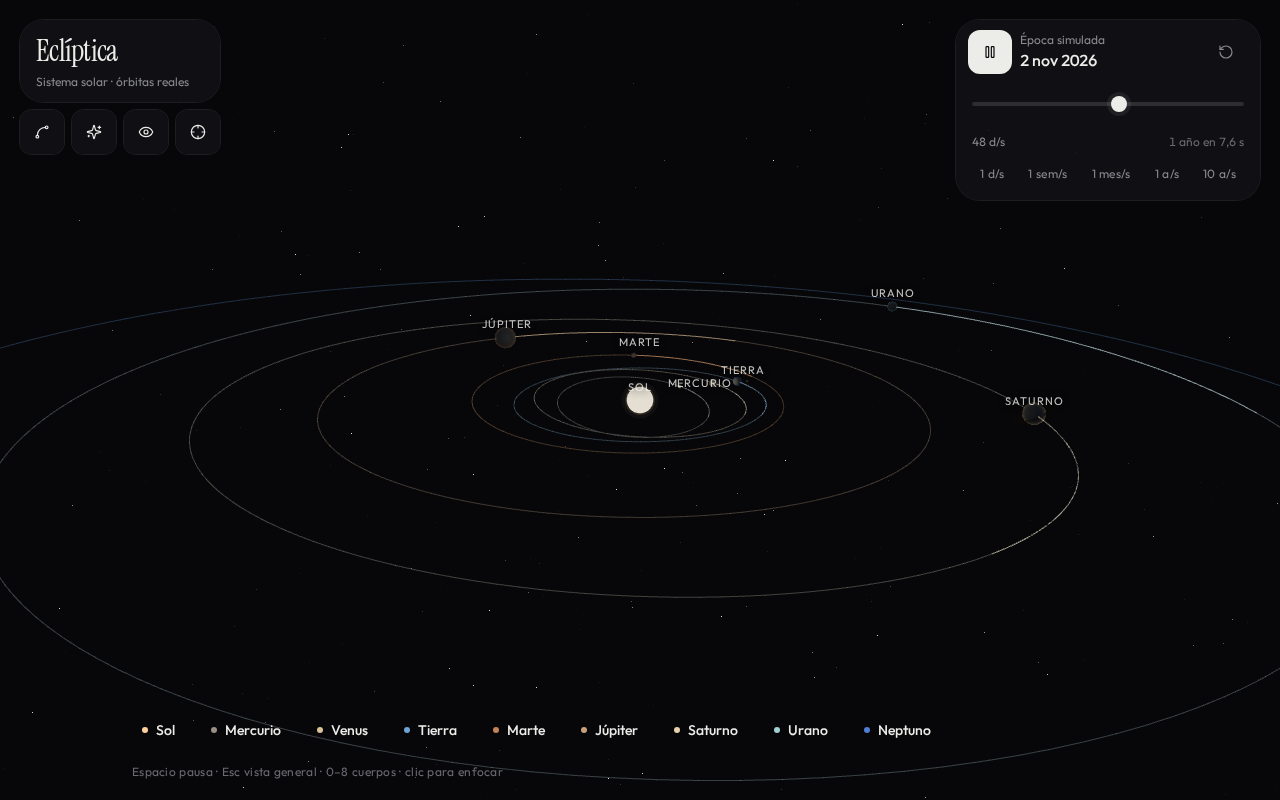 Eclíptica
Sistema solar · órbitas reales
Época simulada
2 nov 2026
48 d/s
1 año en 7,6 s
1 d/s 1 sem/s 1 mes/s 1 a/s 10 a/s
URANO
JÚPITER
MARTE
TIERRA
MERCURIO
SOL
SATURNO
Sol Mercurio Venus Tierra Marte Júpiter Saturno Urano Neptuno
Espacio pausa · Esc vista general · 0–8 cuerpos · clic para enfocar